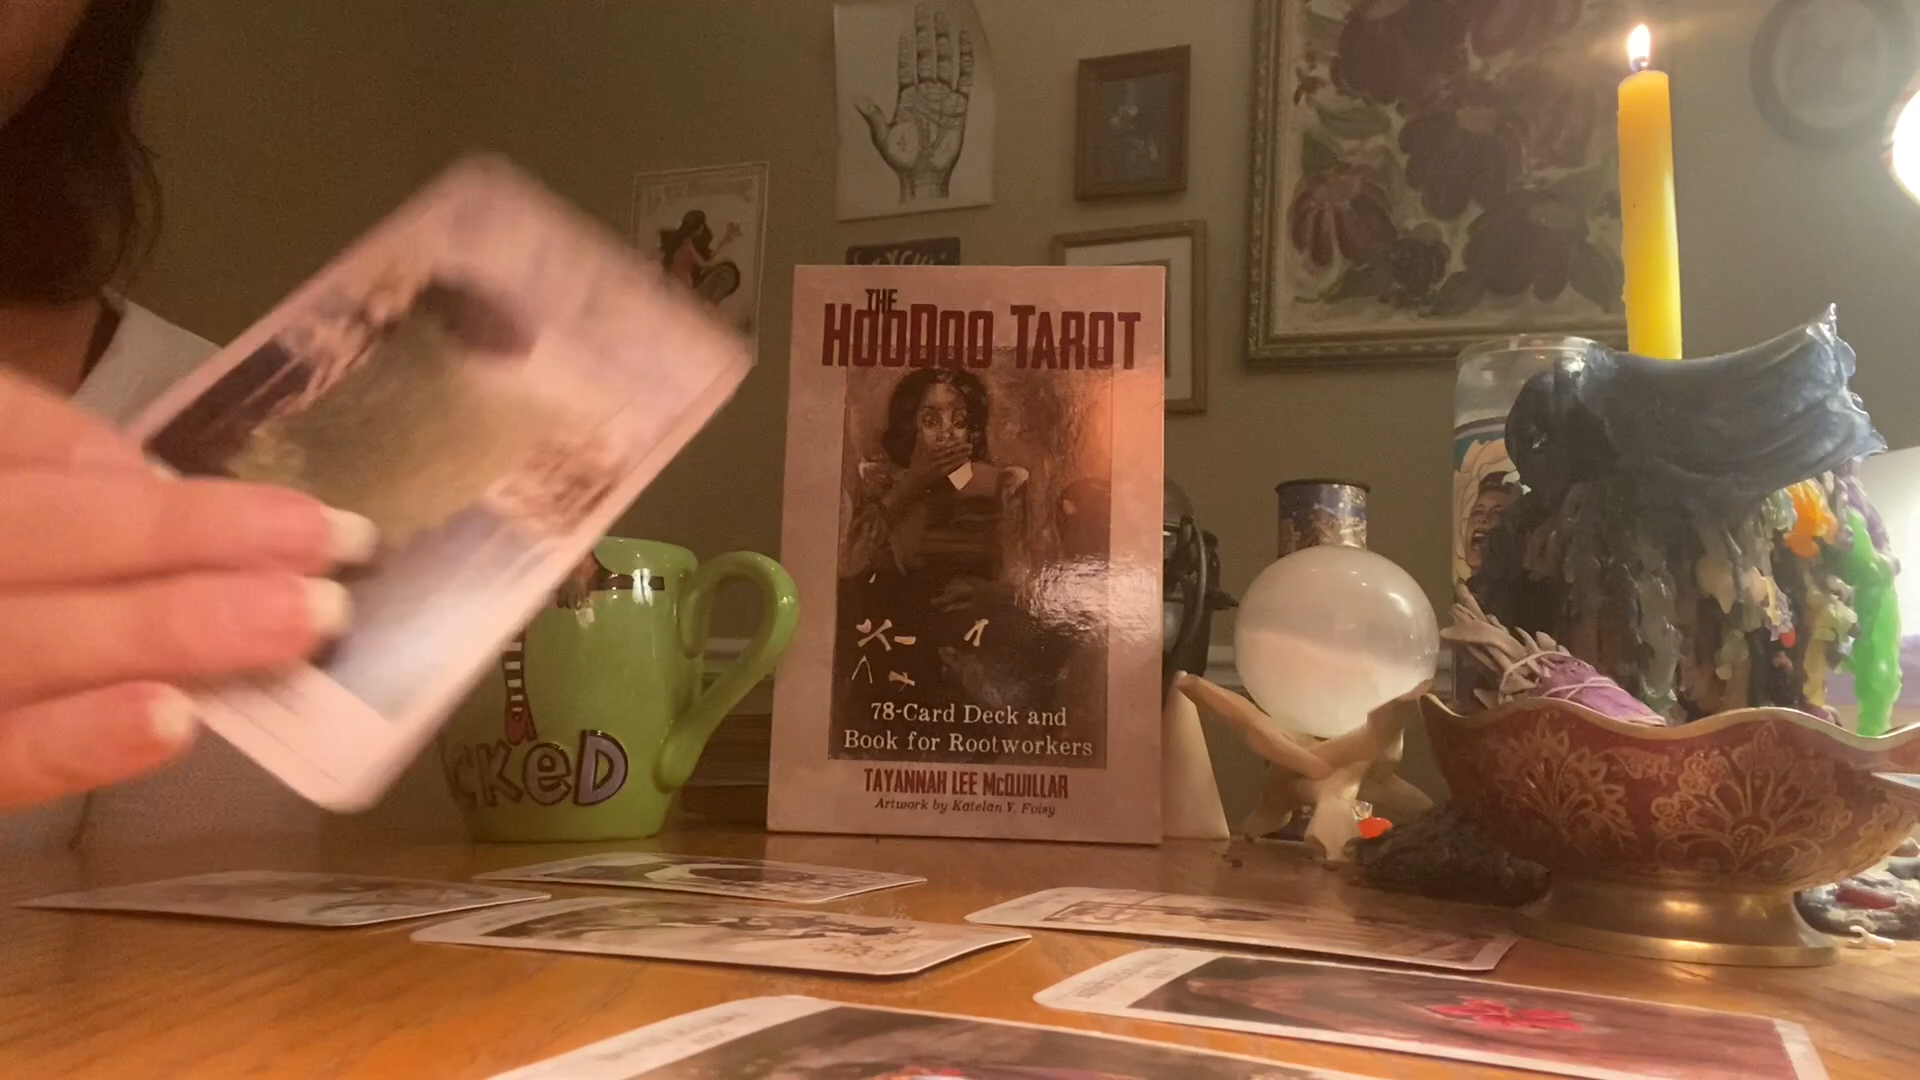 THE
HOODOO TAROT
78-Card Deck and
Book for Rootworkers
TAYANNAH LEE McQUILLAR
Artwork by Katelan V. Foisy
cKeD